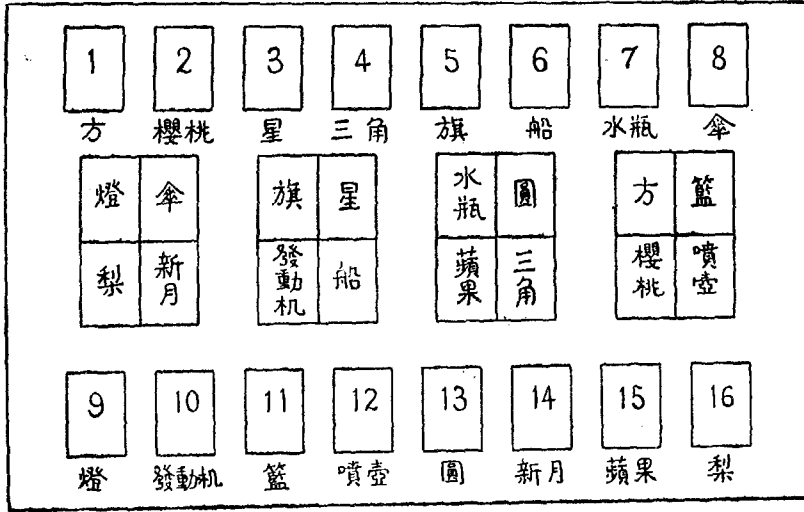 1 2 3 4 5 6 7 8
方 櫻桃 星 三角 旗 船 水瓶 傘
燈 傘 旗 星 水瓶 圓 方 籃
梨 新月 發動机 船 蘋果 三角 櫻桃 噴壺
9 10 11 12 13 14 15 16
燈 發動机 籃 噴壺 圓 新月 蘋果 梨